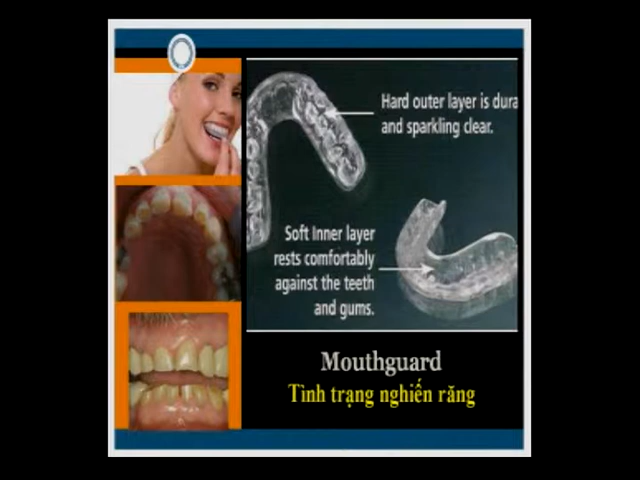 Hard outer layer is dura
and sparkling clear.
Soft Inner layer
rests comfortably
against the teeth
and gums.
Mouthguard
Tình trạng nghiến răng